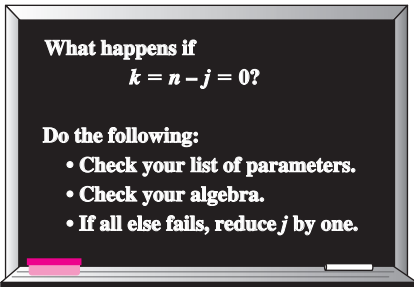 What happens if
k = n – j = 0?
Do the following:
• Check your list of parameters.
• Check your algebra.
• If all else fails, reduce j by one.